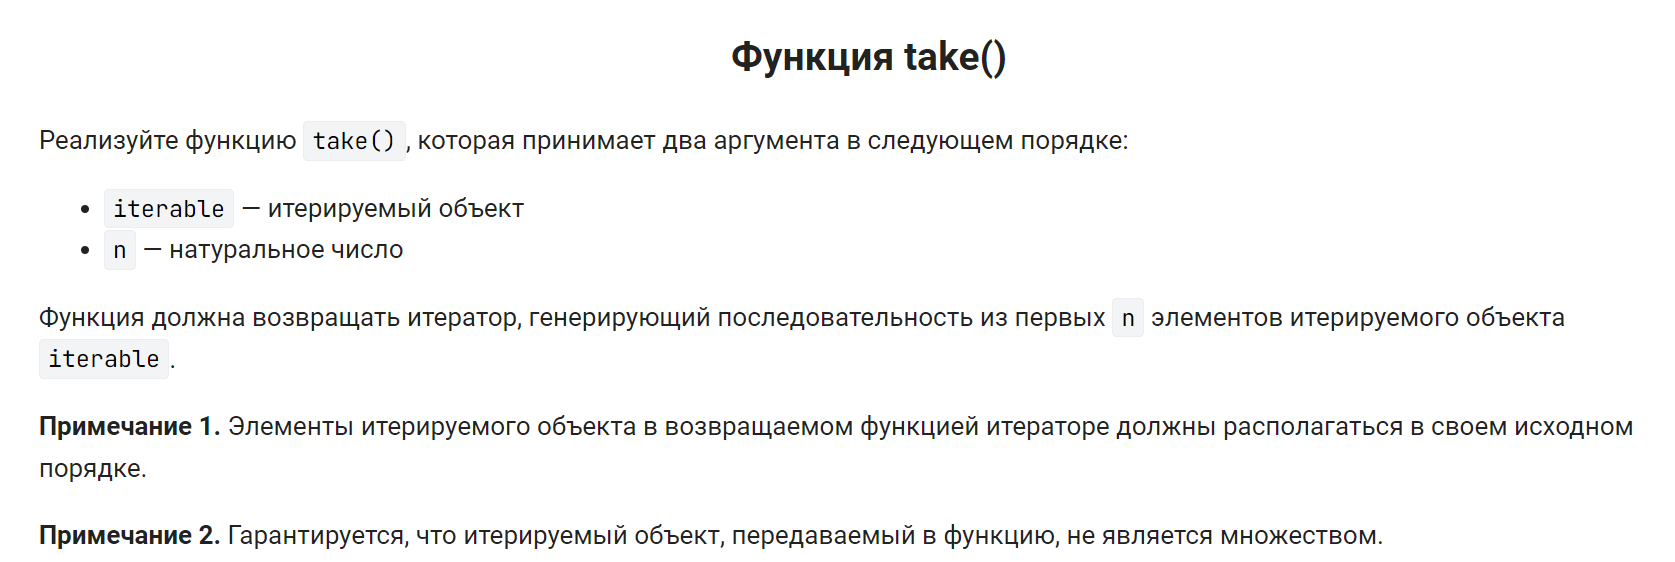 Функция take()
Реализуйте функцию take(), которая принимает два аргумента в следующем порядке:
• iterable — итерируемый объект
• n — натуральное число
Функция должна возвращать итератор, генерирующий последовательность из первых n элементов итерируемого объекта
iterable.
Примечание 1. Элементы итерируемого объекта в возвращаемом функцией итераторе должны располагаться в своем исходном
порядке.
Примечание 2. Гарантируется, что итерируемый объект, передаваемый в функцию, не является множеством.